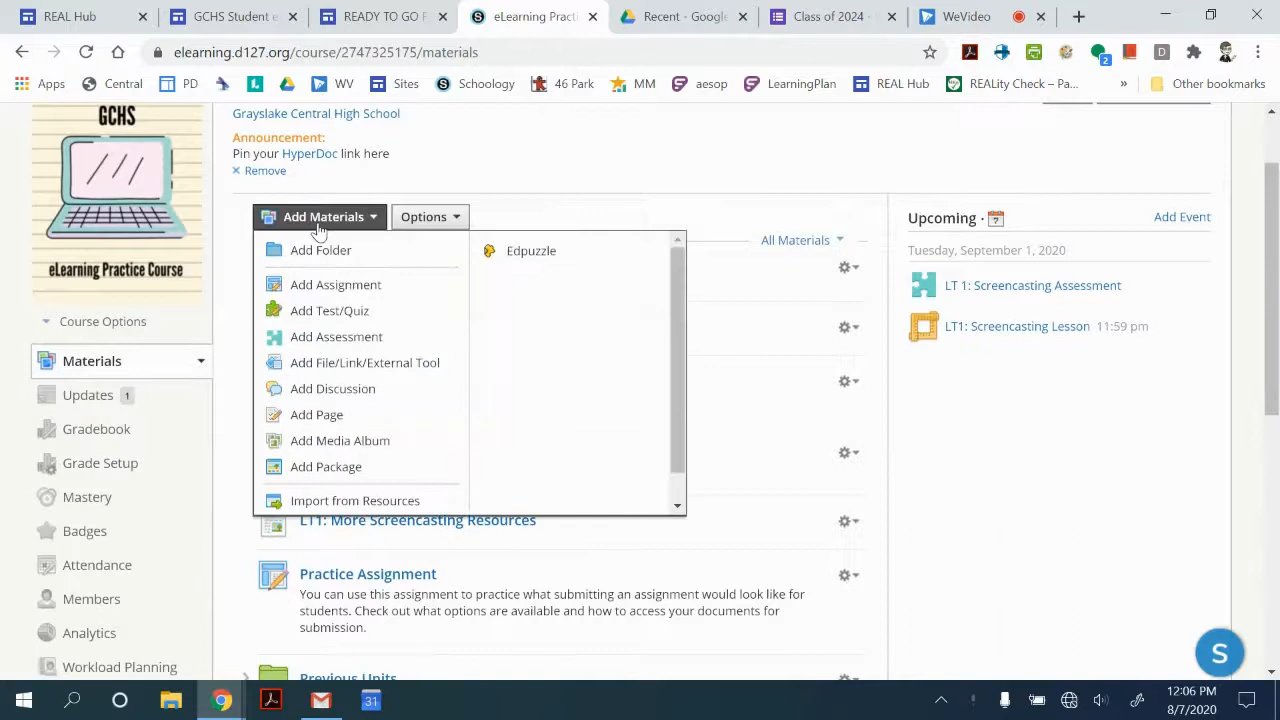 REAL Hub
GCHS Student e
READY TO GO F
eLearning Practi
Recent - Google
Class of 2024 -
WeVideo
elearning.d127.org/course/2747325175/materials
2
D
Apps
Central
PD
WV
Sites
Schoology
46 Park
MM
aesop
LearningPlan
REAL Hub
REALity Check – Pa...
»
Other bookmarks
GCHS
eLearning Practice Course
Grayslake Central High School
Announcement:
Pin your HyperDoc link here
× Remove
Add Materials
Options
All Materials
Add Folder
Add Assignment
Add Test/Quiz
Add Assessment
Add File/Link/External Tool
Add Discussion
Add Page
Add Media Album
Add Package
Import from Resources
Edpuzzle
LT1: More Screencasting Resources
Practice Assignment
You can use this assignment to practice what submitting an assignment would look like for
students. Check out what options are available and how to access your documents for
submission.
Previous Units
Course Options
Materials
Updates 1
Gradebook
Grade Setup
Mastery
Badges
Attendance
Members
Analytics
Workload Planning
Upcoming ·
Add Event
Tuesday, September 1, 2020
LT 1: Screencasting Assessment
LT1: Screencasting Lesson 11:59 pm
S
31
12:06 PM
8/7/2020